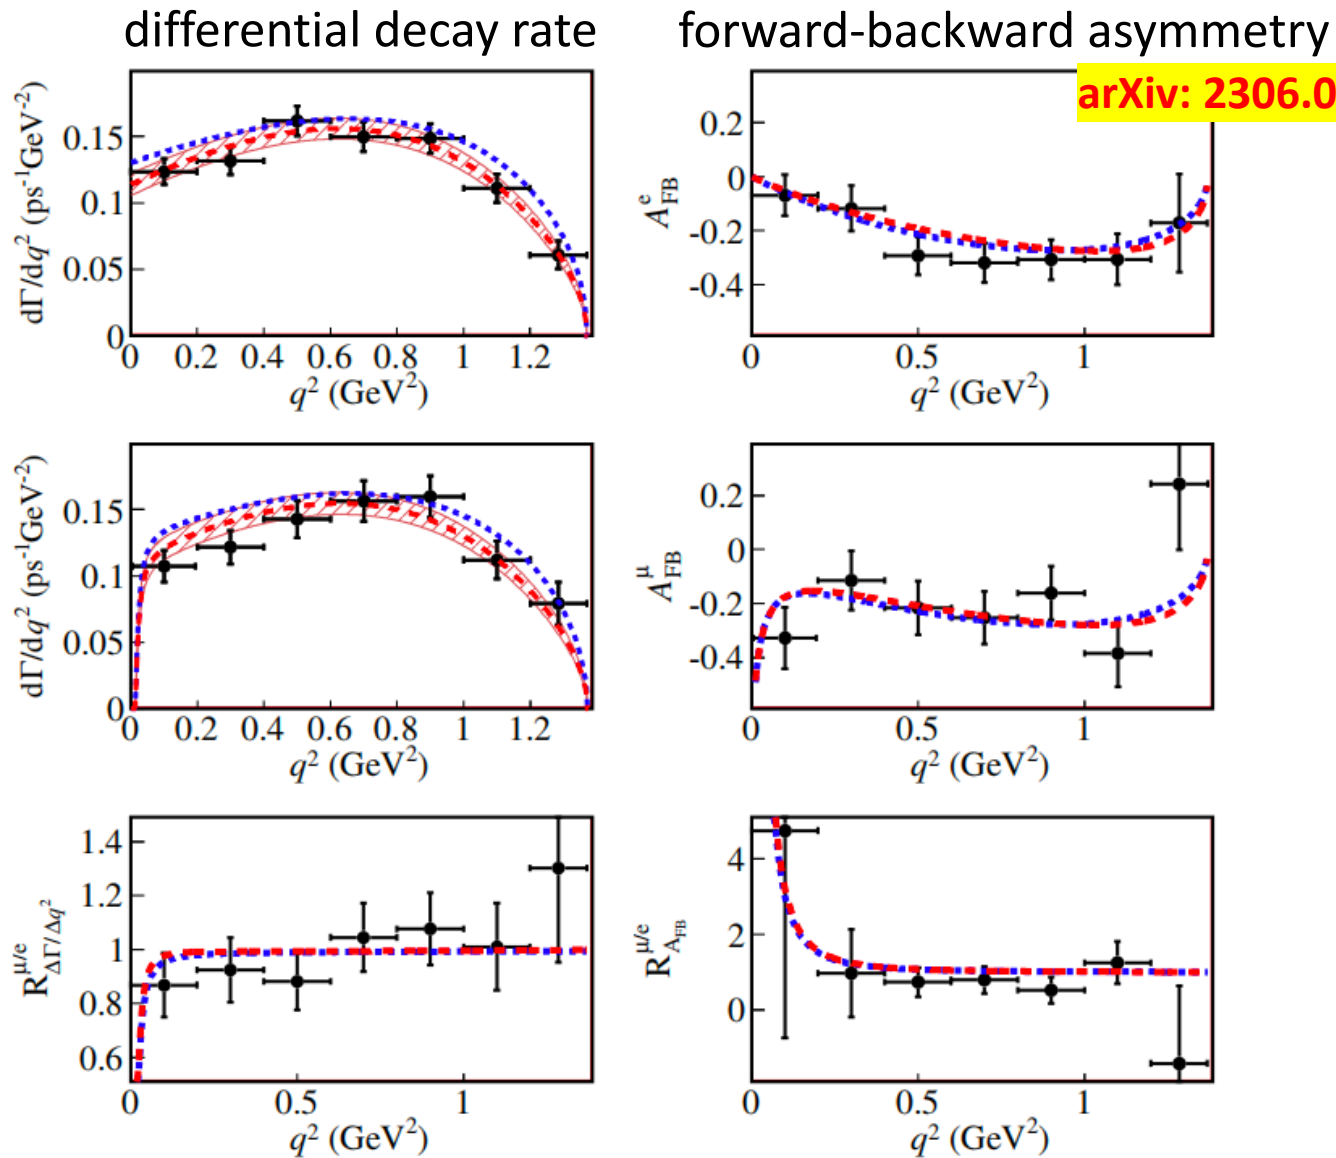 differential decay rate
forward-backward asymmetry
arXiv: 2306.0
dΓ/dq² (ps⁻¹GeV⁻²)
0.15
0.1
0.05
0
0 0.2 0.4 0.6 0.8 1 1.2
q² (GeV²)
A^e_FB
0.2
0
-0.2
-0.4
0 0.5 1
q² (GeV²)
dΓ/dq² (ps⁻¹GeV⁻²)
0.15
0.1
0.05
0
0 0.2 0.4 0.6 0.8 1 1.2
q² (GeV²)
A^μ_FB
0.2
0
-0.2
-0.4
0 0.5 1
q² (GeV²)
R^μ/e_ΔΓ/Δq²
1.4
1.2
1
0.8
0.6
0 0.5 1
q² (GeV²)
R^μ/e_A_FB
4
2
0
0 0.5 1
q² (GeV²)